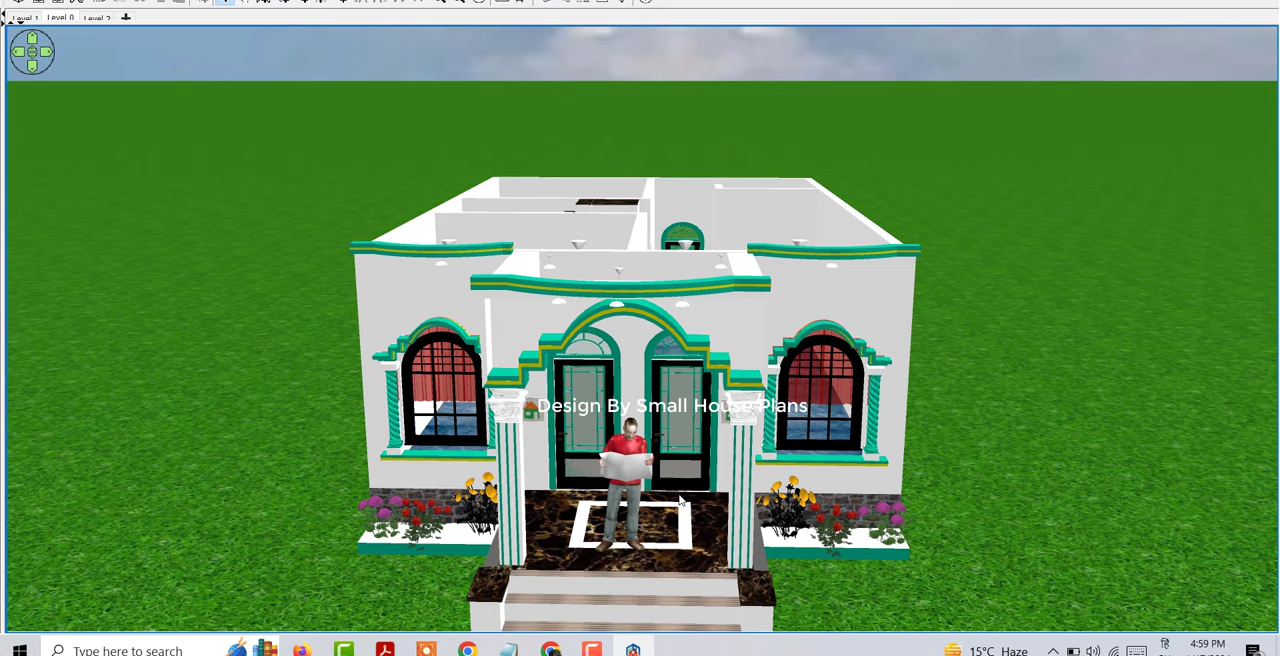 Level 1 Level 0 Level 2
Design By Small House Plans
Type here to search
15°C Haze
4:59 PM